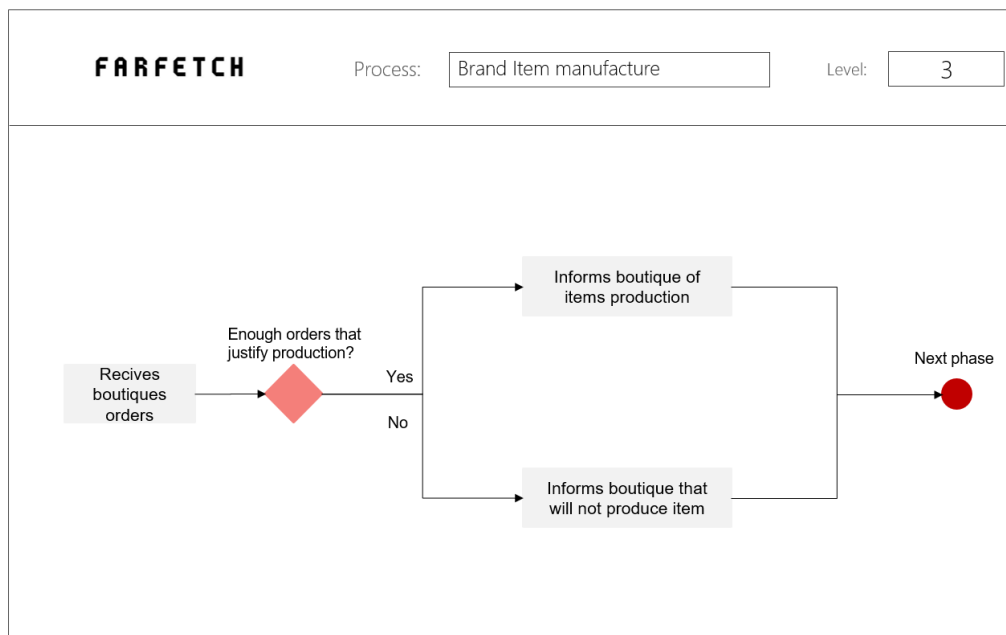 FARFETCH
Process:
Brand Item manufacture
Level:
3
Enough orders that
justify production?
Recives
boutiques
orders
Yes
No
Informs boutique of
items production
Informs boutique that
will not produce item
Next phase